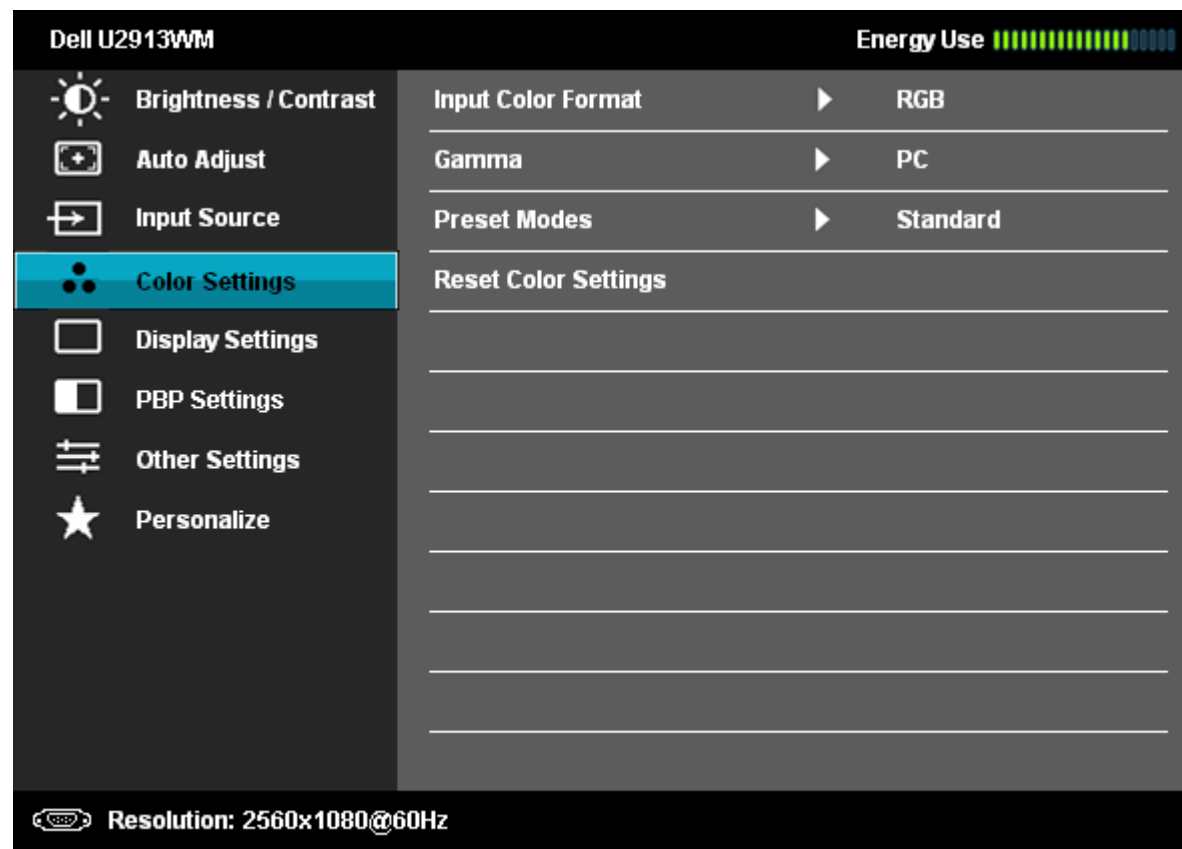 Dell U2913WM Energy Use
Brightness / Contrast Input Color Format RGB
Auto Adjust Gamma PC
Input Source Preset Modes Standard
Color Settings Reset Color Settings
Display Settings
PBP Settings
Other Settings
Personalize
Resolution: 2560x1080@60Hz